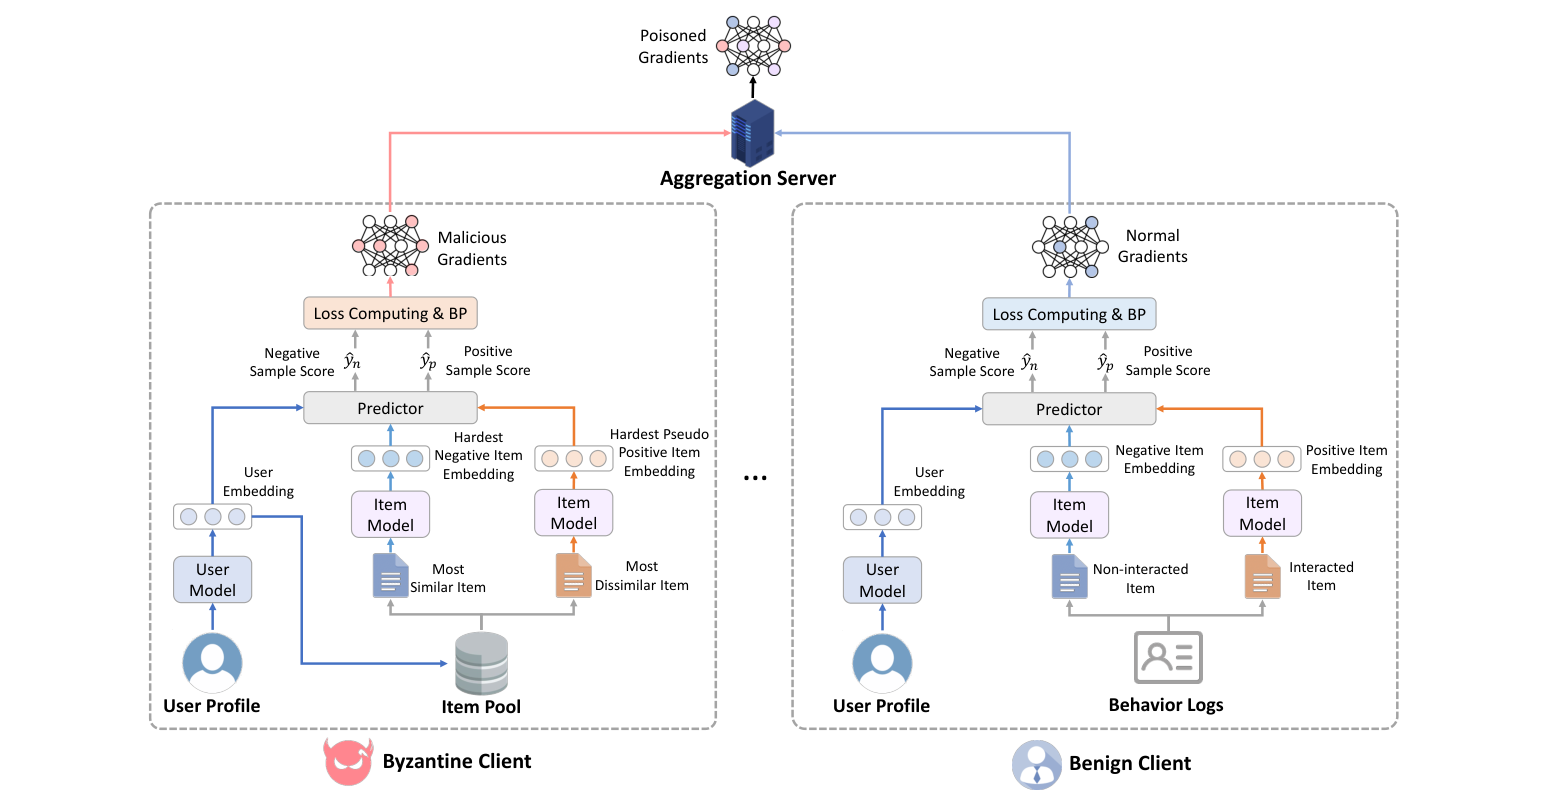 Poisoned
Gradients
Aggregation Server
Malicious
Gradients
Loss Computing & BP
Negative
Sample Score
ŷn
ŷp
Positive
Sample Score
Predictor
Hardest
Negative Item
Embedding
Hardest Pseudo
Positive Item
Embedding
User
Embedding
Item
Model
Item
Model
User
Model
Most
Similar Item
Most
Dissimilar Item
User Profile
Item Pool
Byzantine Client
...
Normal
Gradients
Loss Computing & BP
Negative
Sample Score
ŷn
ŷp
Positive
Sample Score
Predictor
Negative Item
Embedding
Positive Item
Embedding
User
Embedding
Item
Model
Item
Model
User
Model
Non-interacted
Item
Interacted
Item
User Profile
Behavior Logs
Benign Client